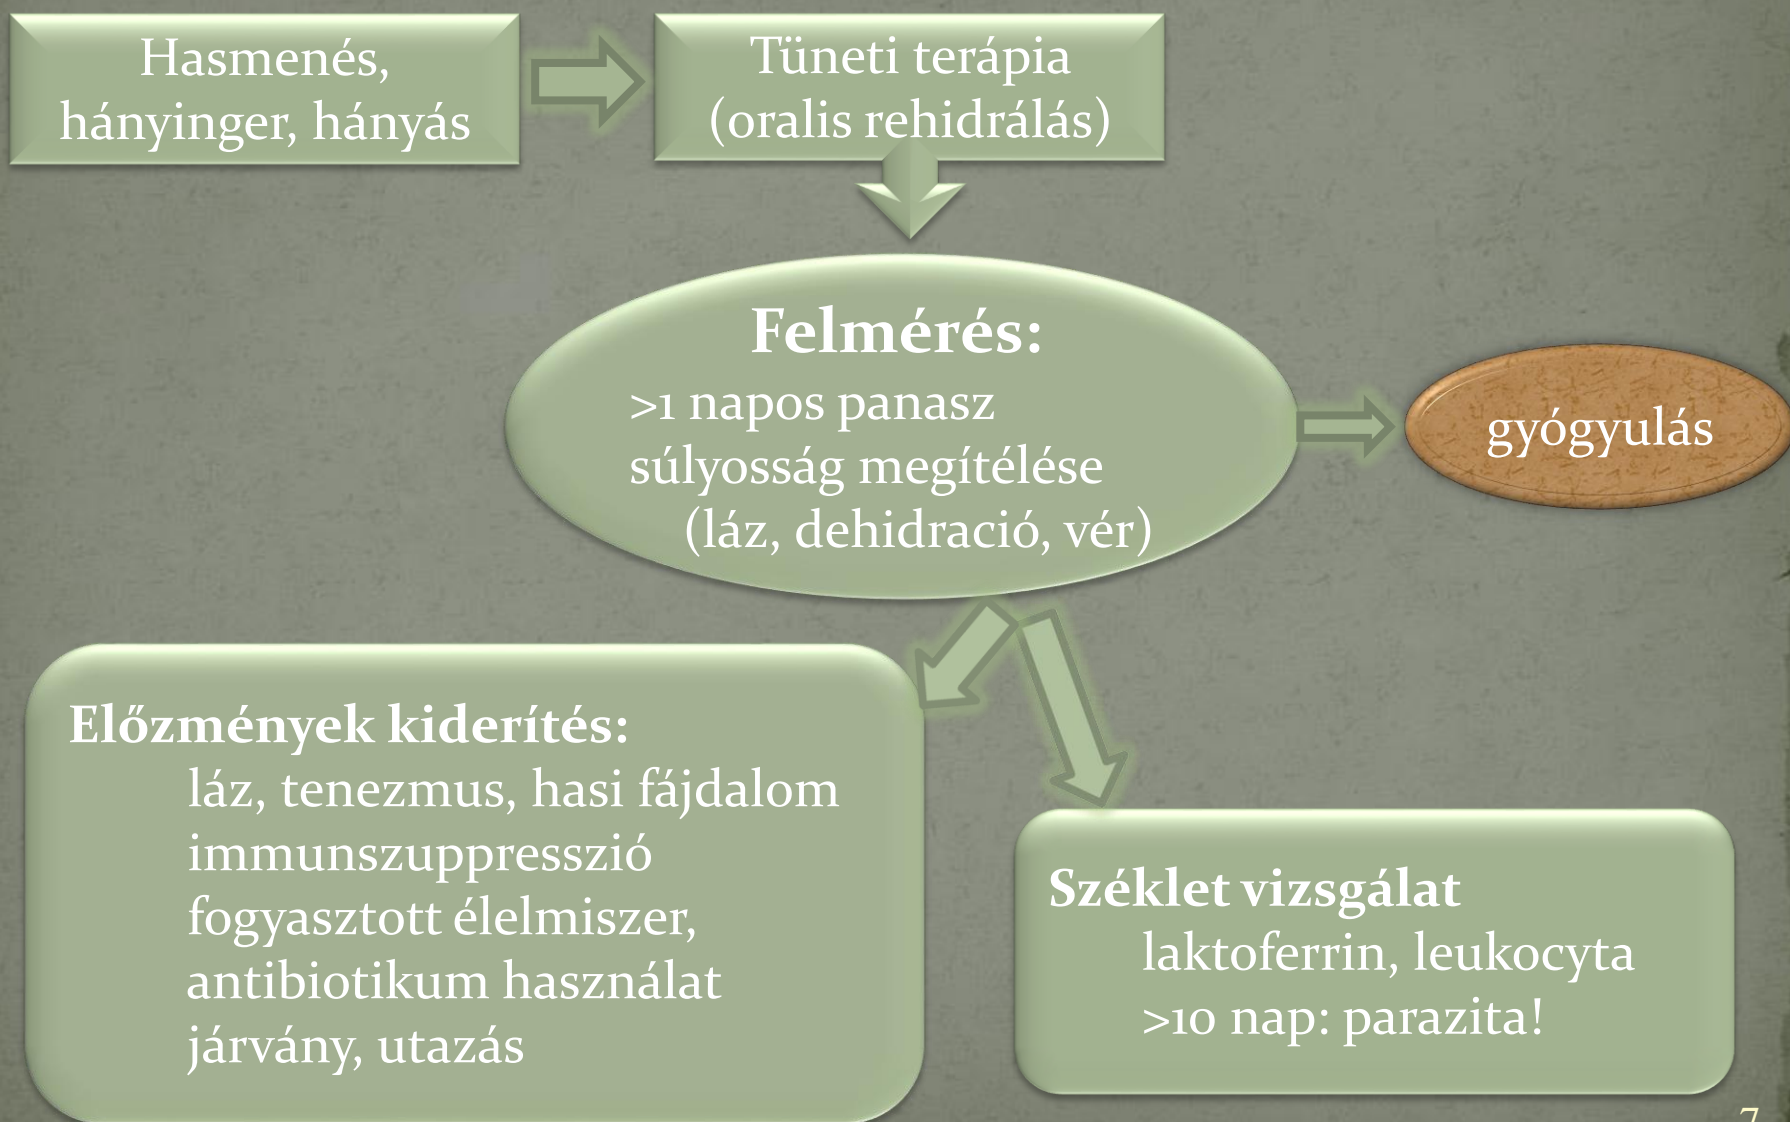 Hasmenés,
hányinger, hányás
Tüneti terápia
(oralis rehidrálás)
Felmérés:
>1 napos panasz
súlyosság megítélése
(láz, dehidració, vér)
gyógyulás
Előzmények kiderítés:
láz, tenezmus, hasi fájdalom
immunszuppresszió
fogyasztott élelmiszer,
antibiotikum használat
járvány, utazás
Széklet vizsgálat
laktoferrin, leukocyta
>10 nap: parazita!
7